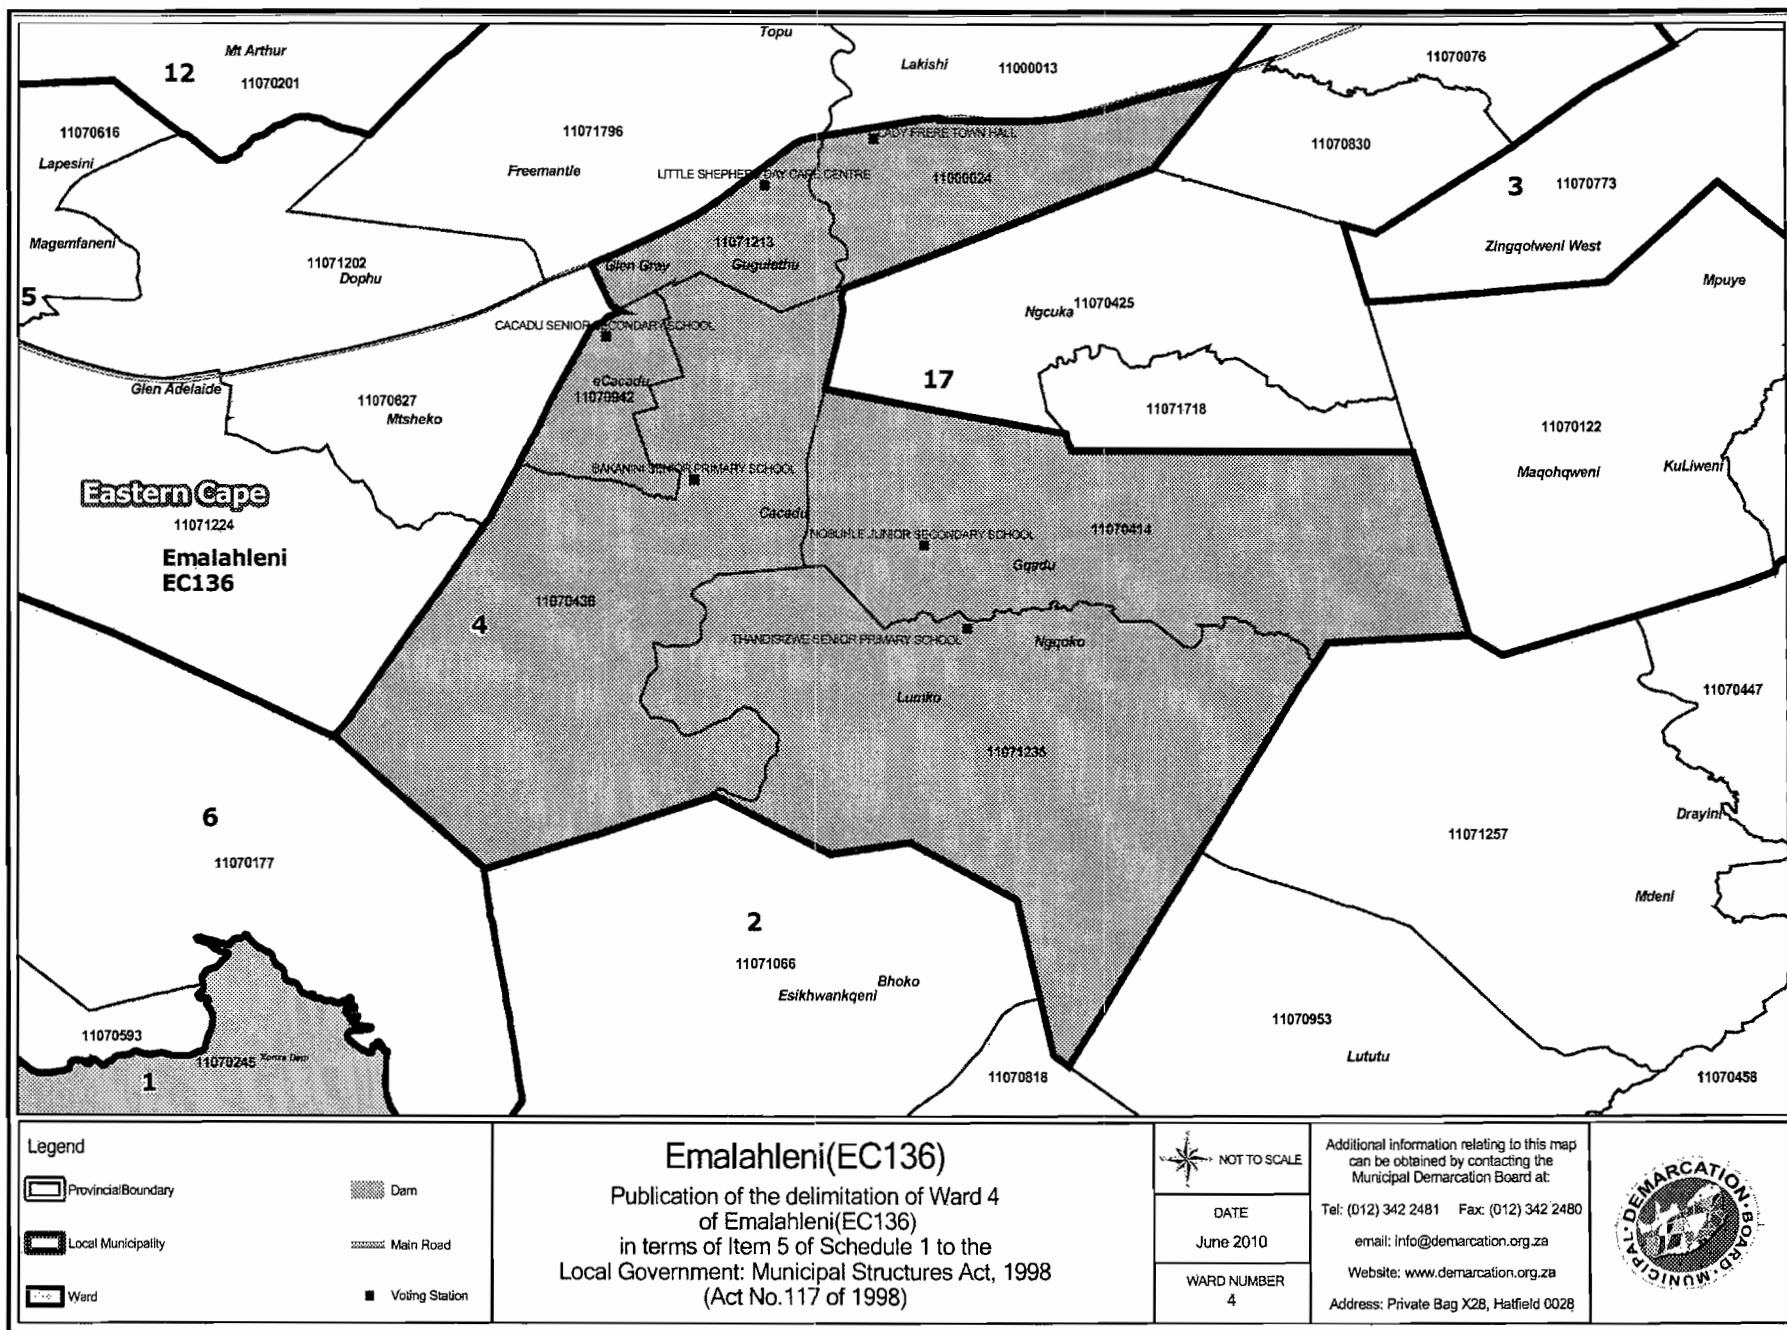 Topu
Mt Arthur
12
11070201
Lakishi
11000013
11070076
11070616
Lapesini
11071796
Freemantle
LADY FRERE TOWN HALL
11070830
LITTLE SHEPHERD DAY CARE CENTRE
11000024
3
11070773
Magemfaneni
11071202
Dophu
11071213
Glen Gray
Gugulethu
Zingqolweni West
5
Mpuye
Ngcuka
11070425
CACADU SENIOR SECONDARY SCHOOL
Glen Adelaide
11070627
Mtsheko
eCacadu
11070942
17
11071718
11070122
Maqohqweni
KuLiweni
BAKANINI SENIOR PRIMARY SCHOOL
Eastern Cape
11071224
Emalahleni
EC136
Cacadu
NOBUHLE JUNIOR SECONDARY SCHOOL
11070414
Gqadu
11070436
4
THANDISIZWE SENIOR PRIMARY SCHOOL
Ngqoko
Lumko
11070447
11071235
6
11070177
Drayini
11071257
2
11071066
Bhoko
Esikhwankqeni
Mdeni
11070593
11070245
1
11070953
Lututu
11070818
11070458
Legend
ProvincialBoundary
Local Municipality
Ward
Dam
Main Road
Voting Station
Emalahleni(EC136)
Publication of the delimitation of Ward 4
of Emalahleni(EC136)
in terms of Item 5 of Schedule 1 to the
Local Government: Municipal Structures Act, 1998
(Act No.117 of 1998)
NOT TO SCALE
DATE
June 2010
WARD NUMBER
4
Additional information relating to this map
can be obtained by contacting the
Municipal Demarcation Board at:
Tel: (012) 342 2481 Fax: (012) 342 2480
email: info@demarcation.org.za
Website: www.demarcation.org.za
Address: Private Bag X28, Hatfield 0028
MUNICIPAL DEMARCATION BOARD